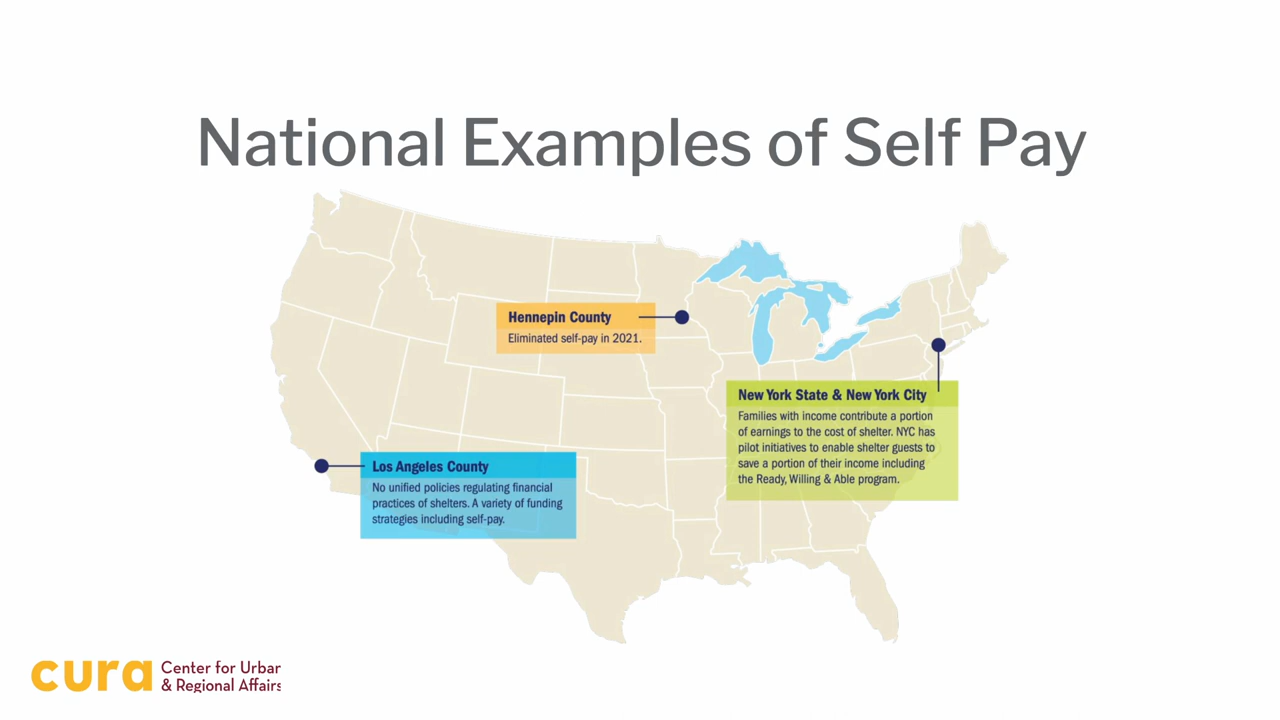 National Examples of Self Pay
Hennepin County
Eliminated self-pay in 2021.
New York State & New York City
Families with income contribute a portion
of earnings to the cost of shelter. NYC has
pilot initiatives to enable shelter guests to
save a portion of their income including
the Ready, Willing & Able program.
Los Angeles County
No unified policies regulating financial
practices of shelters. A variety of funding
strategies including self-pay.
cura
Center for Urban
& Regional Affairs